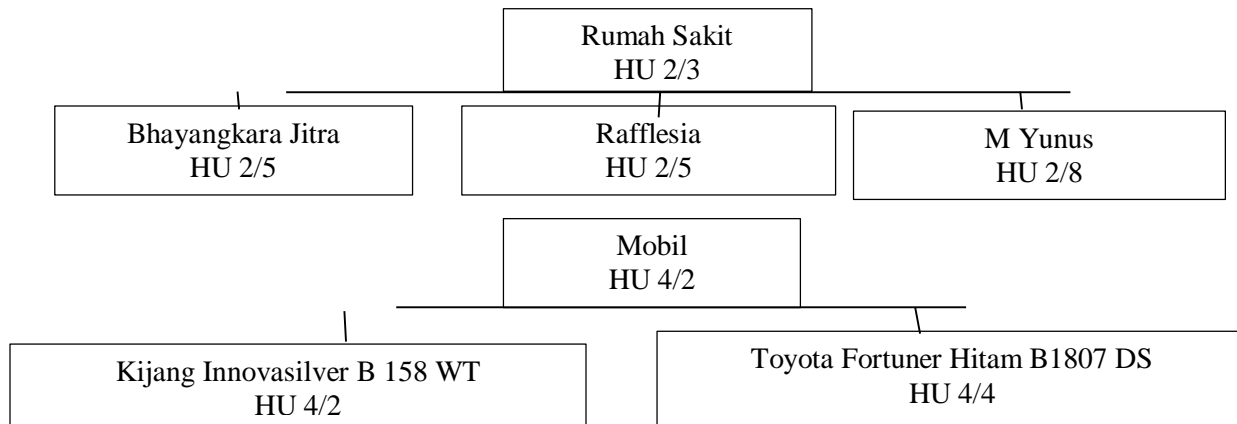 Rumah Sakit
HU 2/3
Bhayangkara Jitra
HU 2/5
Rafflesia
HU 2/5
M Yunus
HU 2/8
Mobil
HU 4/2
Kijang Innovasilver B 158 WT
HU 4/2
Toyota Fortuner Hitam B1807 DS
HU 4/4